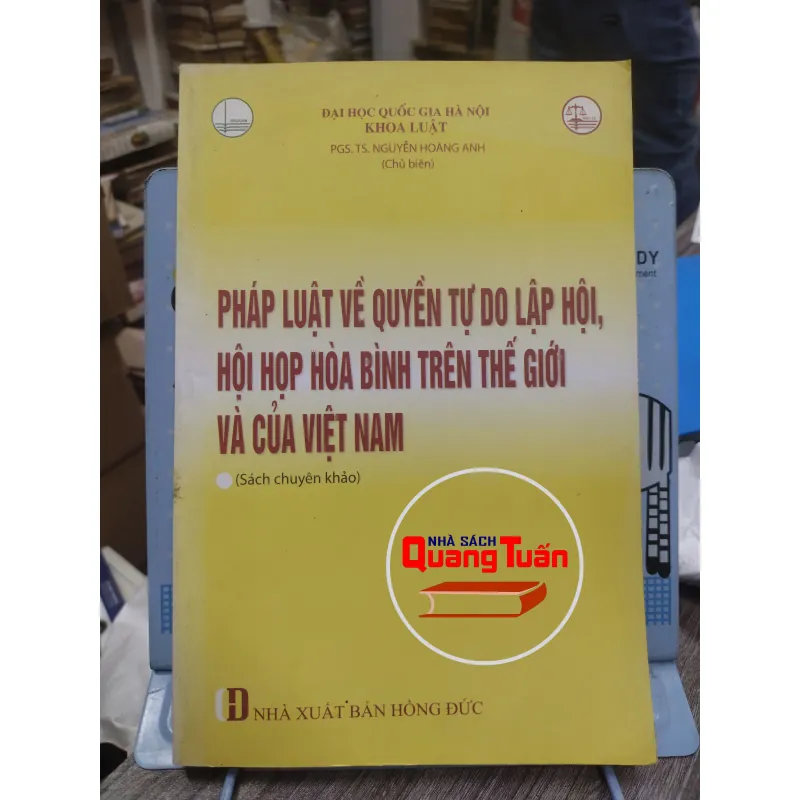 ĐẠI HỌC QUỐC GIA HÀ NỘI
KHOA LUẬT
PGS. TS. NGUYỄN HOÀNG ANH
(Chủ biên)
PHÁP LUẬT VỀ QUYỀN TỰ DO LẬP HỘI,
HỘI HỌP HÒA BÌNH TRÊN THẾ GIỚI
VÀ CỦA VIỆT NAM
(Sách chuyên khảo)
NHÀ SÁCH
Quang Tuấn
NHÀ XUẤT BẢN HỒNG ĐỨC